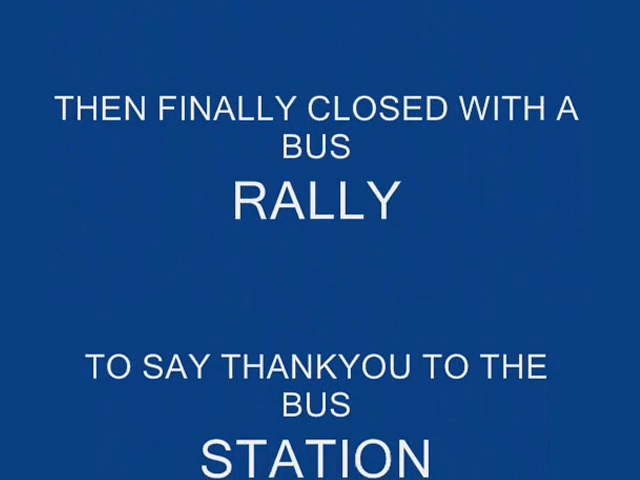 THEN FINALLY CLOSED WITH A
BUS
RALLY
TO SAY THANKYOU TO THE
BUS
STATION